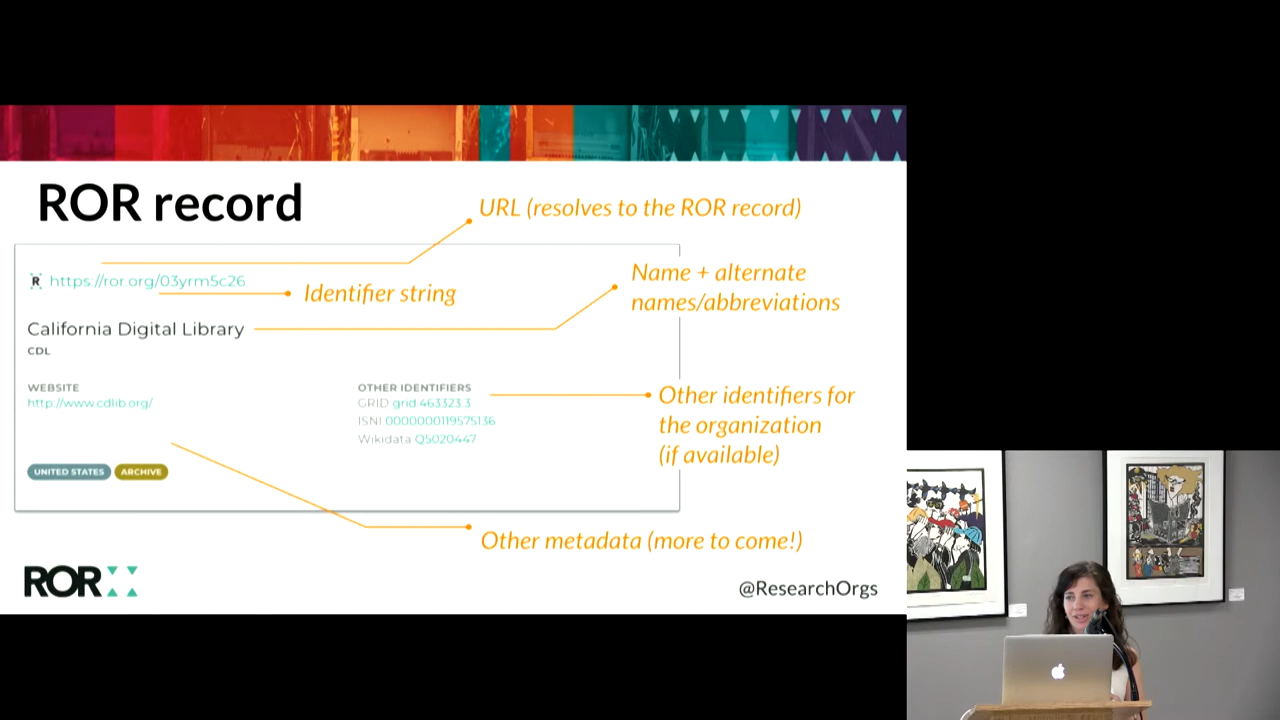 ROR record
URL (resolves to the ROR record)
R https://ror.org/03yrm5c26
Identifier string
Name + alternate
names/abbreviations
California Digital Library
CDL
WEBSITE
http://www.cdlib.org/
OTHER IDENTIFIERS
GRID grid.463323.3
ISNI 0000000119575136
Wikidata Q5020447
Other identifiers for
the organization
(if available)
UNITED STATES
ARCHIVE
Other metadata (more to come!)
ROR
@ResearchOrgs